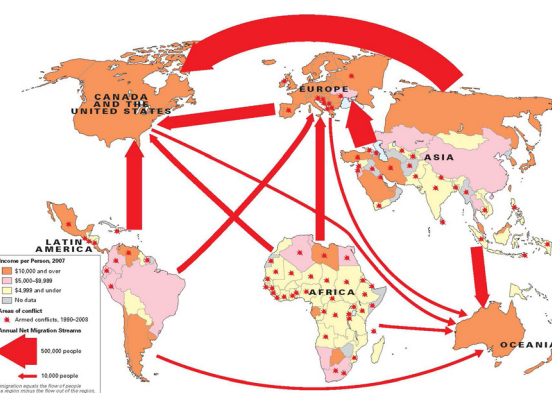 CANADA
AND THE
UNITED STATES
EUROPE
ASIA
LATIN
AMERICA
AFRICA
OCEANIA
Income per Person, 2007
$10,000 and over
$5,000–$9,999
$4,999 and under
No data
Areas of conflict
Armed conflicts, 1990–2003
Annual Net Migration Streams
500,000 people
10,000 people
migration equals the flow of people
a region minus the flow out of the region.